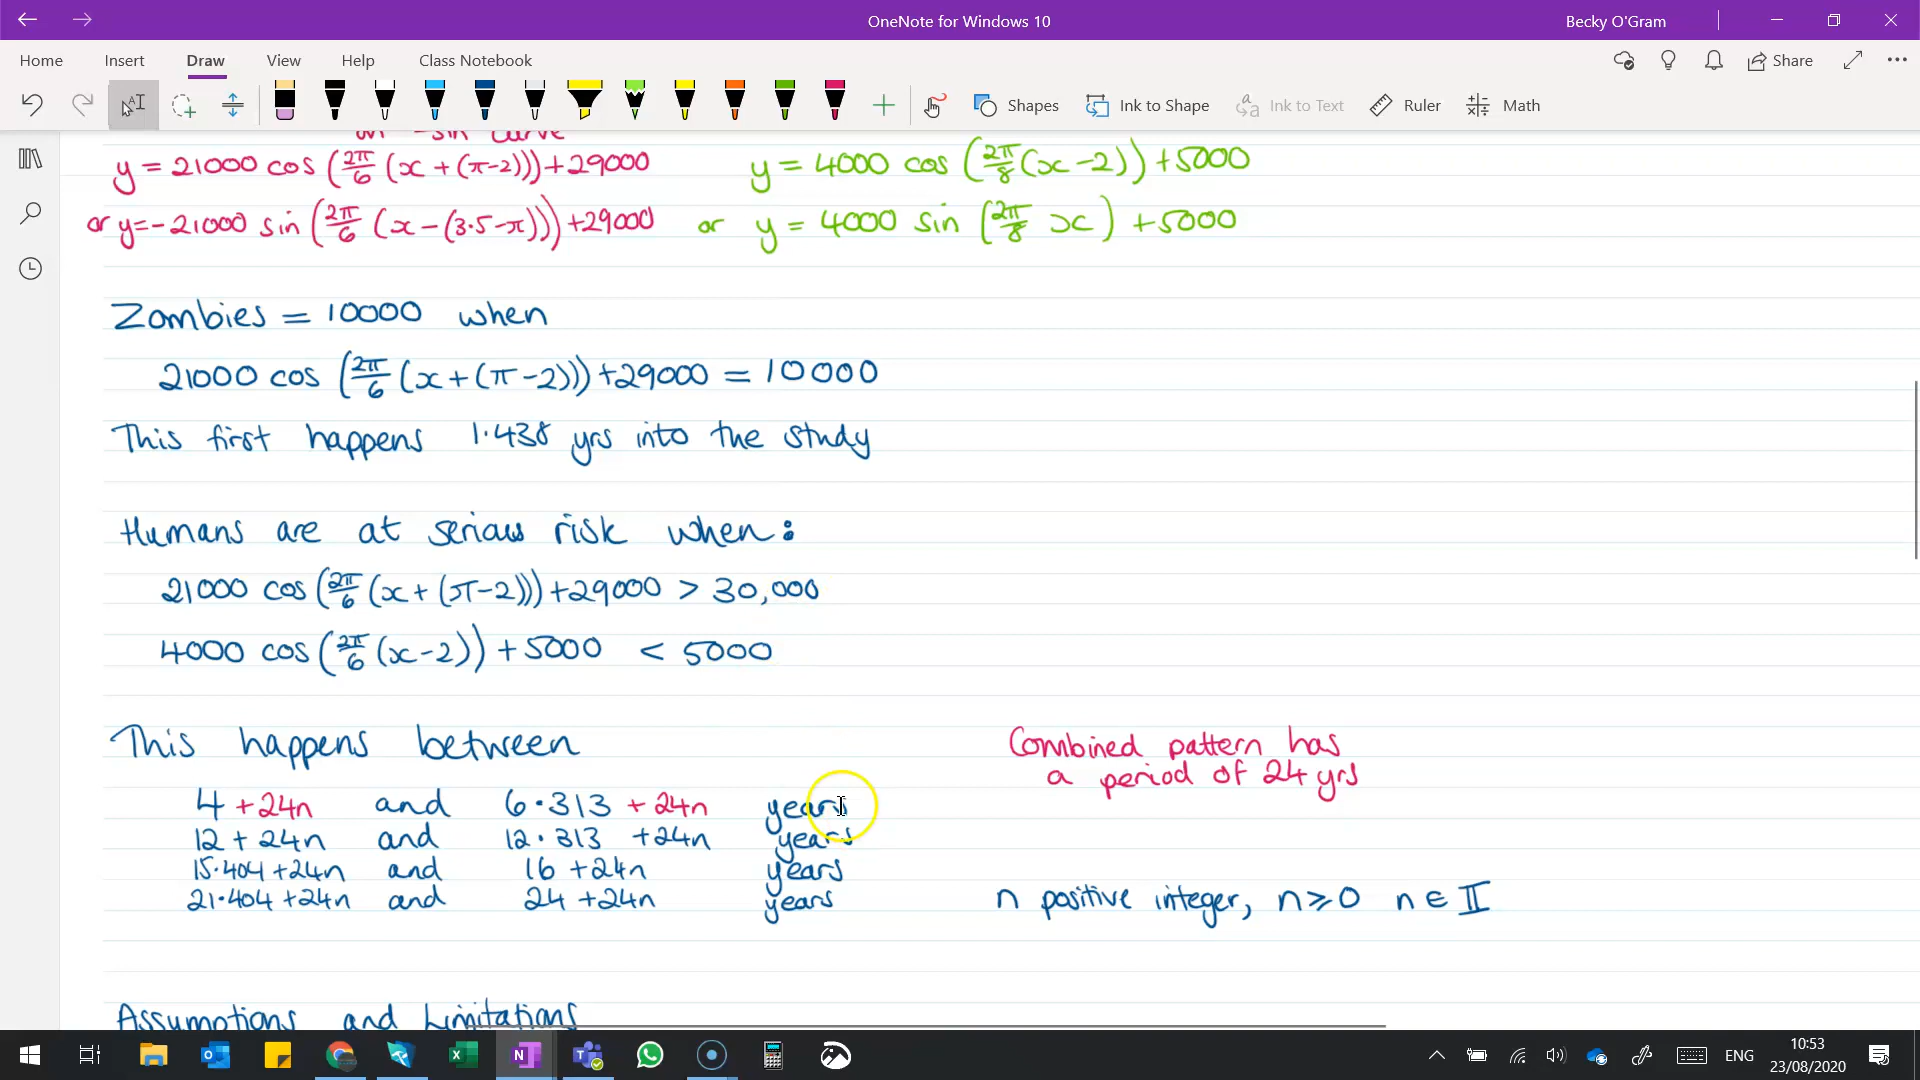 OneNote for Windows 10
Becky O'Gram
Home Insert Draw View Help Class Notebook
Share
Shapes Ink to Shape Ink to Text Ruler Math
on -sin curve
y = 21000 cos (2π/6 (x + (π-2))) + 29000
y = 4000 cos (2π/8 (x-2)) + 5000
or y = -21000 sin (2π/6 (x - (3.5-π))) + 29000
or y = 4000 sin (2π/8 x) + 5000
Zombies = 10000 when
21000 cos (2π/6 (x + (π-2))) + 29000 = 10000
This first happens 1.438 yrs into the study
Humans are at serious risk when:
21000 cos (2π/6 (x + (π-2))) + 29000 > 30,000
4000 cos (2π/6 (x-2)) + 5000 < 5000
This happens between
Combined pattern has
a period of 24 yrs
4 + 24n and 6.313 + 24n years
12 + 24n and 12.313 + 24n years
15.404 + 24n and 16 + 24n years
21.404 + 24n and 24 + 24n years
n positive integer, n ≥ 0 n ∈ II
Assumptions and Limitations
ENG
10:53
23/08/2020